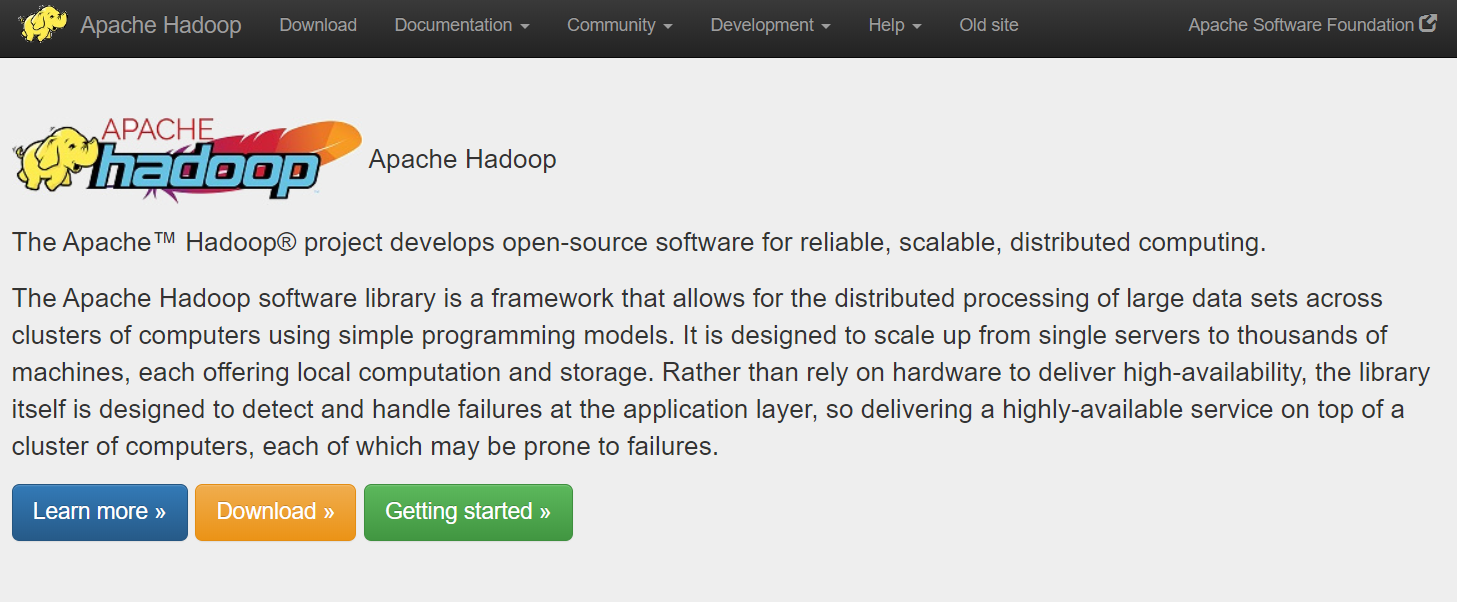 Apache Hadoop Download Documentation Community Development Help Old site Apache Software Foundation
APACHE
hadoop
Apache Hadoop
The Apache™ Hadoop® project develops open-source software for reliable, scalable, distributed computing.
The Apache Hadoop software library is a framework that allows for the distributed processing of large data sets across
clusters of computers using simple programming models. It is designed to scale up from single servers to thousands of
machines, each offering local computation and storage. Rather than rely on hardware to deliver high-availability, the library
itself is designed to detect and handle failures at the application layer, so delivering a highly-available service on top of a
cluster of computers, each of which may be prone to failures.
Learn more » Download » Getting started »